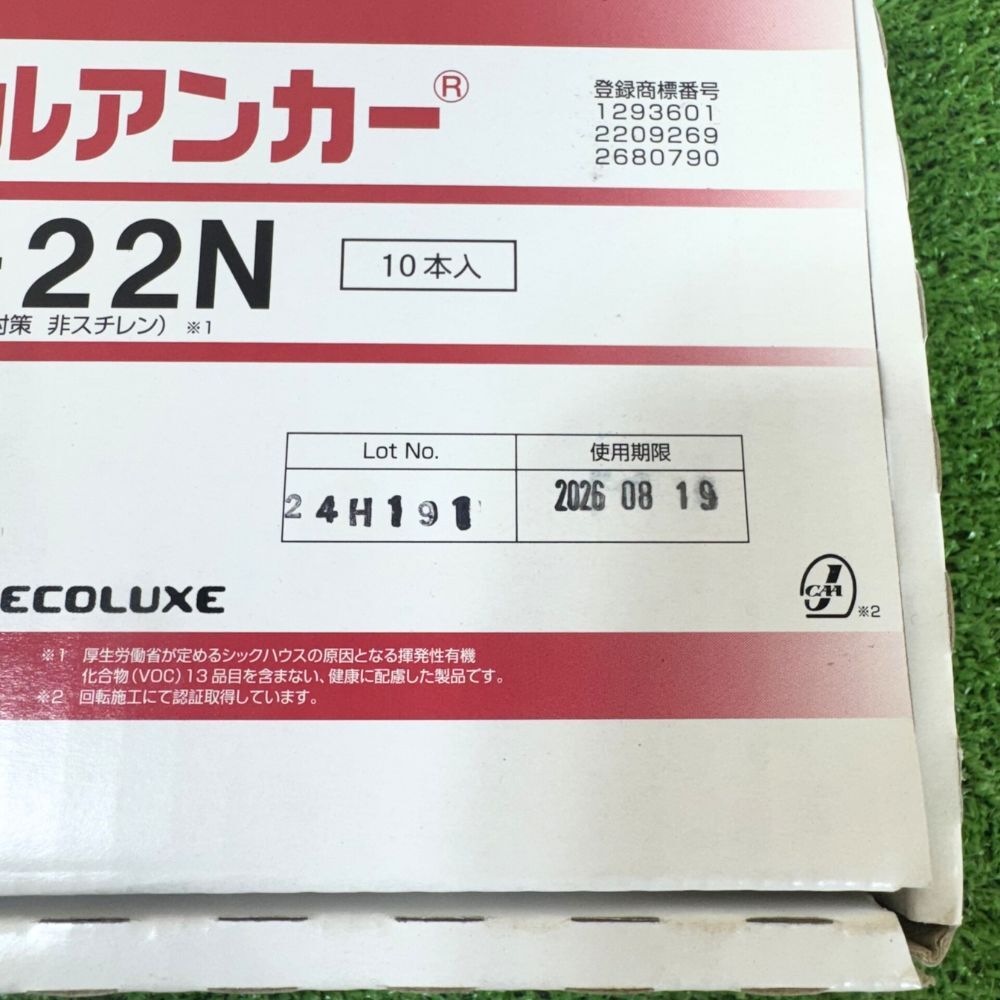 ルアンカー®
登録商標番号
1293601
2209269
2680790
22N
10本入
対策 非スチレン) ※1
Lot No.
使用期限
24H191
2026 08 19
ECOLUXE
JCAA
※2
※1 厚生労働省が定めるシックハウスの原因となる揮発性有機
化合物(VOC)13品目を含まない、健康に配慮した製品です。
※2 回転施工にて認証取得しています。